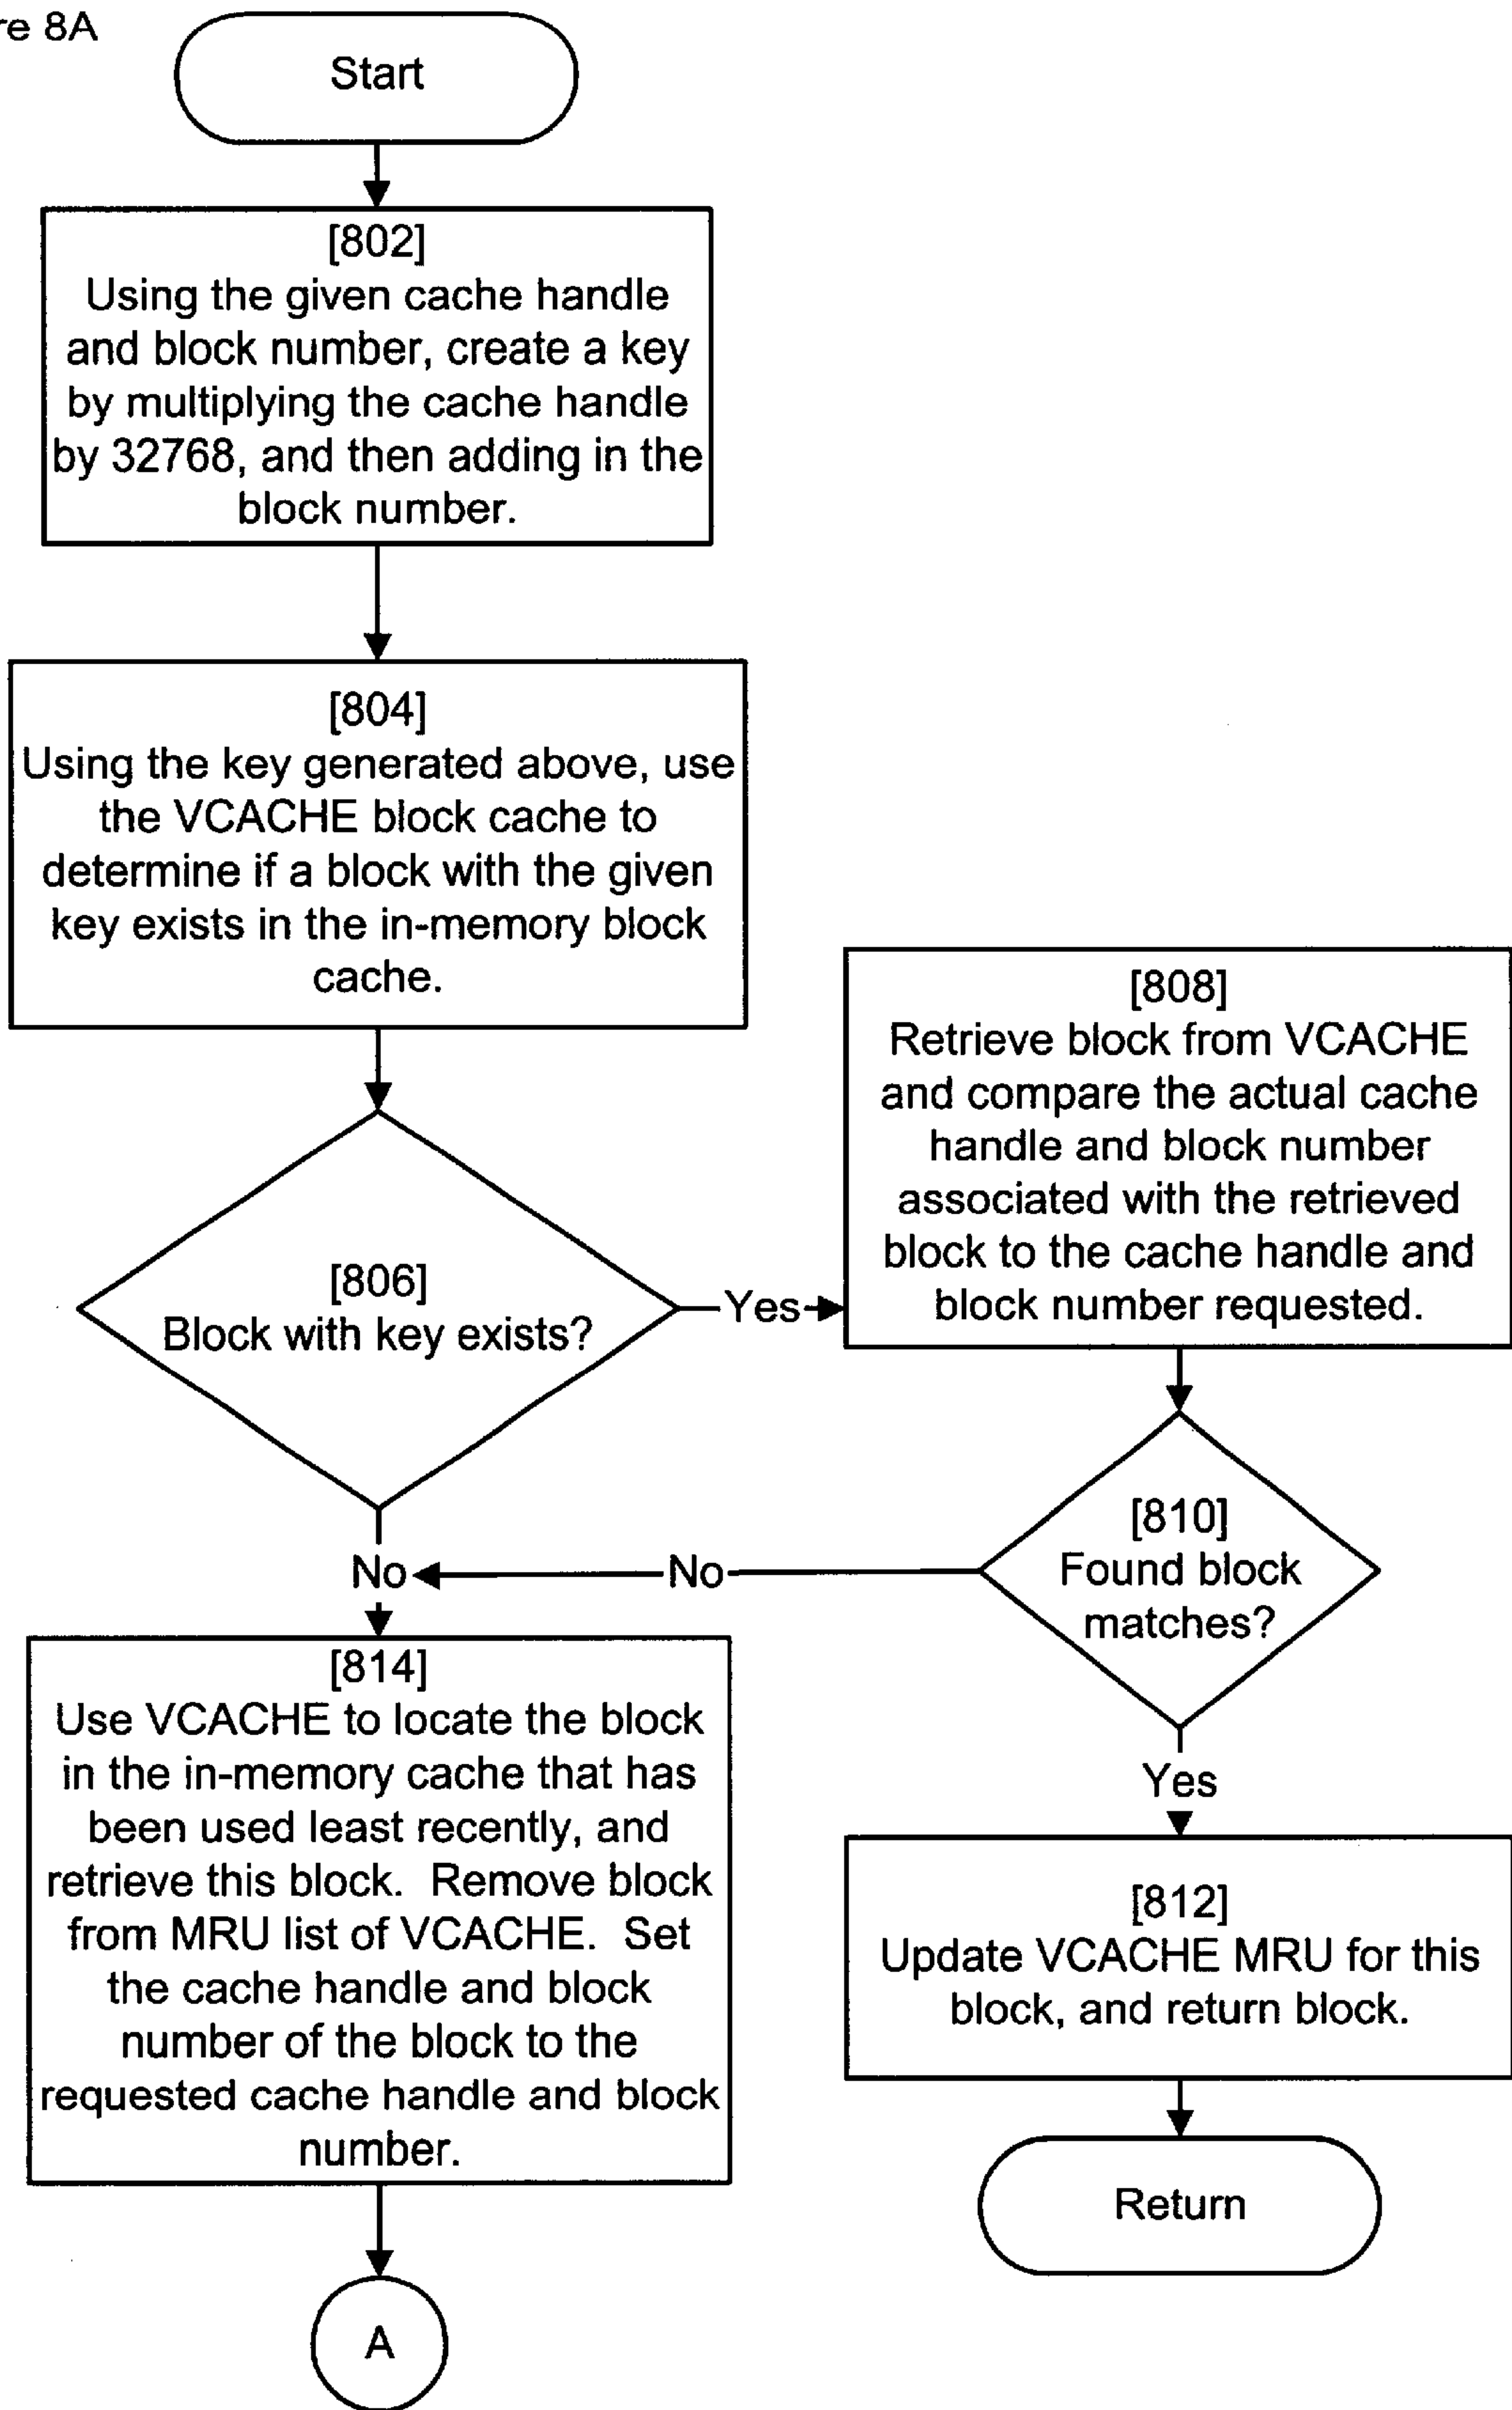 re 8A
Start
[802]
Using the given cache handle
and block number, create a key
by multiplying the cache handle
by 32768, and then adding in the
block number.
[804]
Using the key generated above, use
the VCACHE block cache to
determine if a block with the given
key exists in the in-memory block
cache.
[806]
Block with key exists?
Yes
[808]
Retrieve block from VCACHE
and compare the actual cache
handle and block number
associated with the retrieved
block to the cache handle and
block number requested.
[810]
Found block
matches?
No
No
Yes
[812]
Update VCACHE MRU for this
block, and return block.
Return
[814]
Use VCACHE to locate the block
in the in-memory cache that has
been used least recently, and
retrieve this block.  Remove block
from MRU list of VCACHE.  Set
the cache handle and block
number of the block to the
requested cache handle and block
number.
A